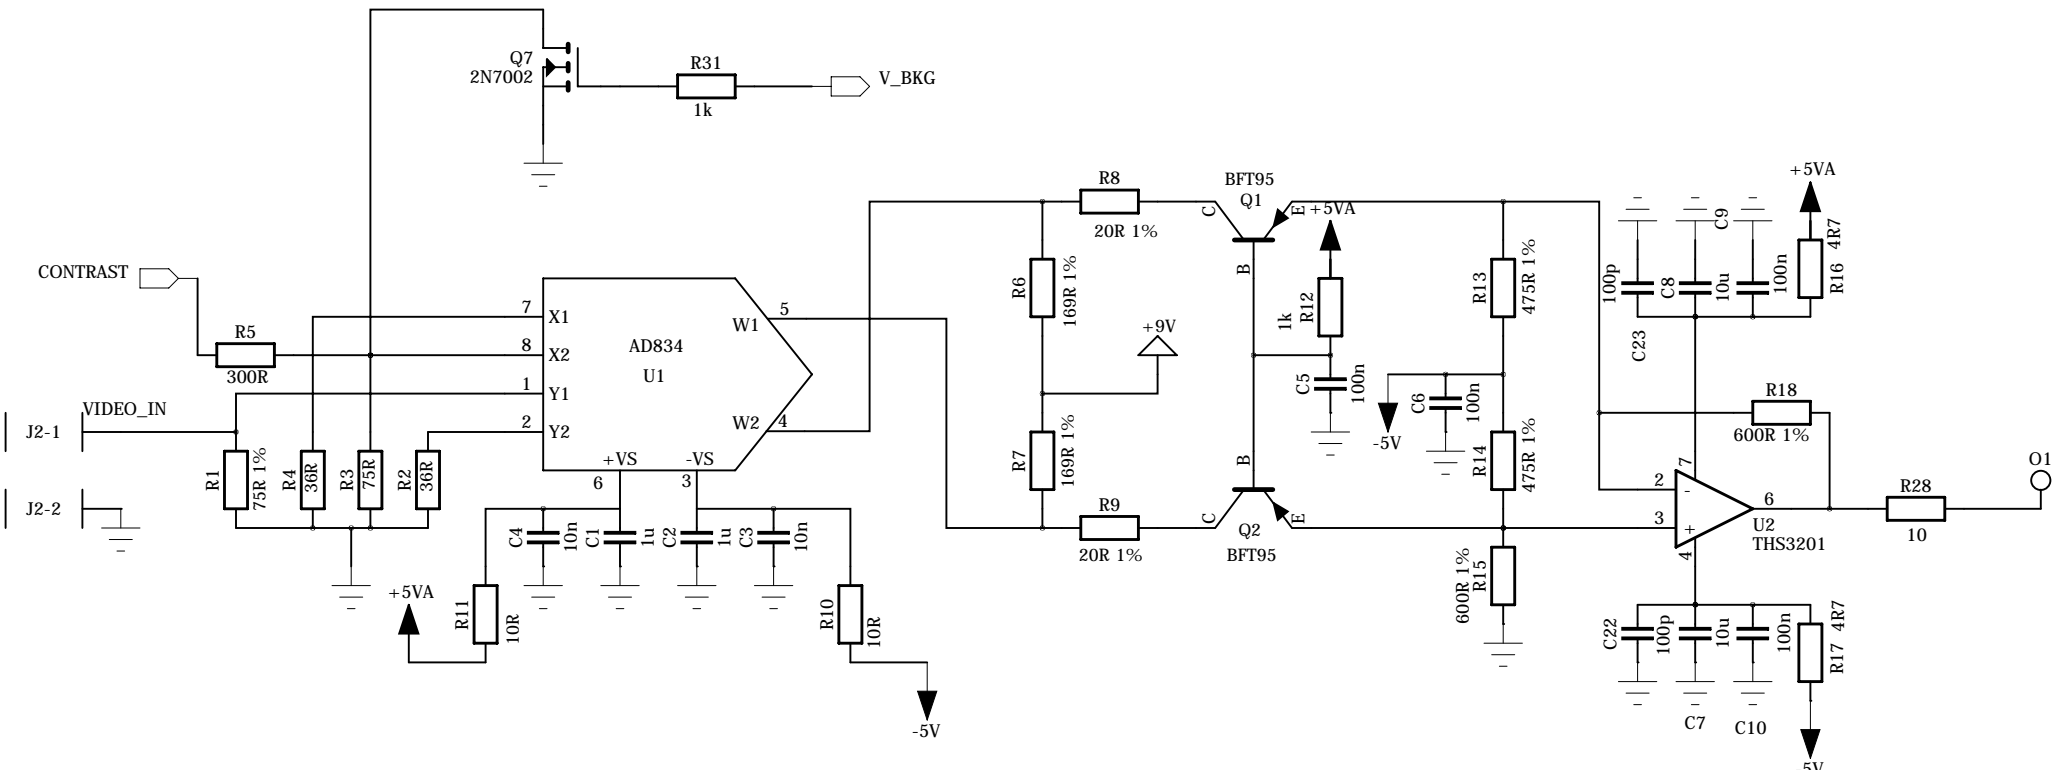 Q7
2N7002
R31
1k
V_BKG
CONTRAST
R5
300R
VIDEO_IN
J2-1
J2-2
R1
75R 1%
R4
36R
R3
75R
R2
36R
7
X1
8
X2
1
Y1
2
Y2
AD834
U1
W1
5
W2
4
+VS
6
-VS
3
C4
10n
C1
1u
C2
1u
C3
10n
+5VA
R11
10R
R10
10R
-5V
R6
169R 1%
R7
169R 1%
+9V
R8
20R 1%
R9
20R 1%
BFT95
Q1
C
E
B
+5VA
1k
R12
C5
100n
B
C
E
Q2
BFT95
R13
475R 1%
-5V
C6
100n
R14
475R 1%
600R 1%
R15
100p
C23
C8
10u
C9
100n
+5VA
R16 4R7
R18
600R 1%
7
2
-
3
+
4
6
U2
THS3201
R28
10
O1
C22
100p
10u
C7
100n
C10
R17 4R7
-5V